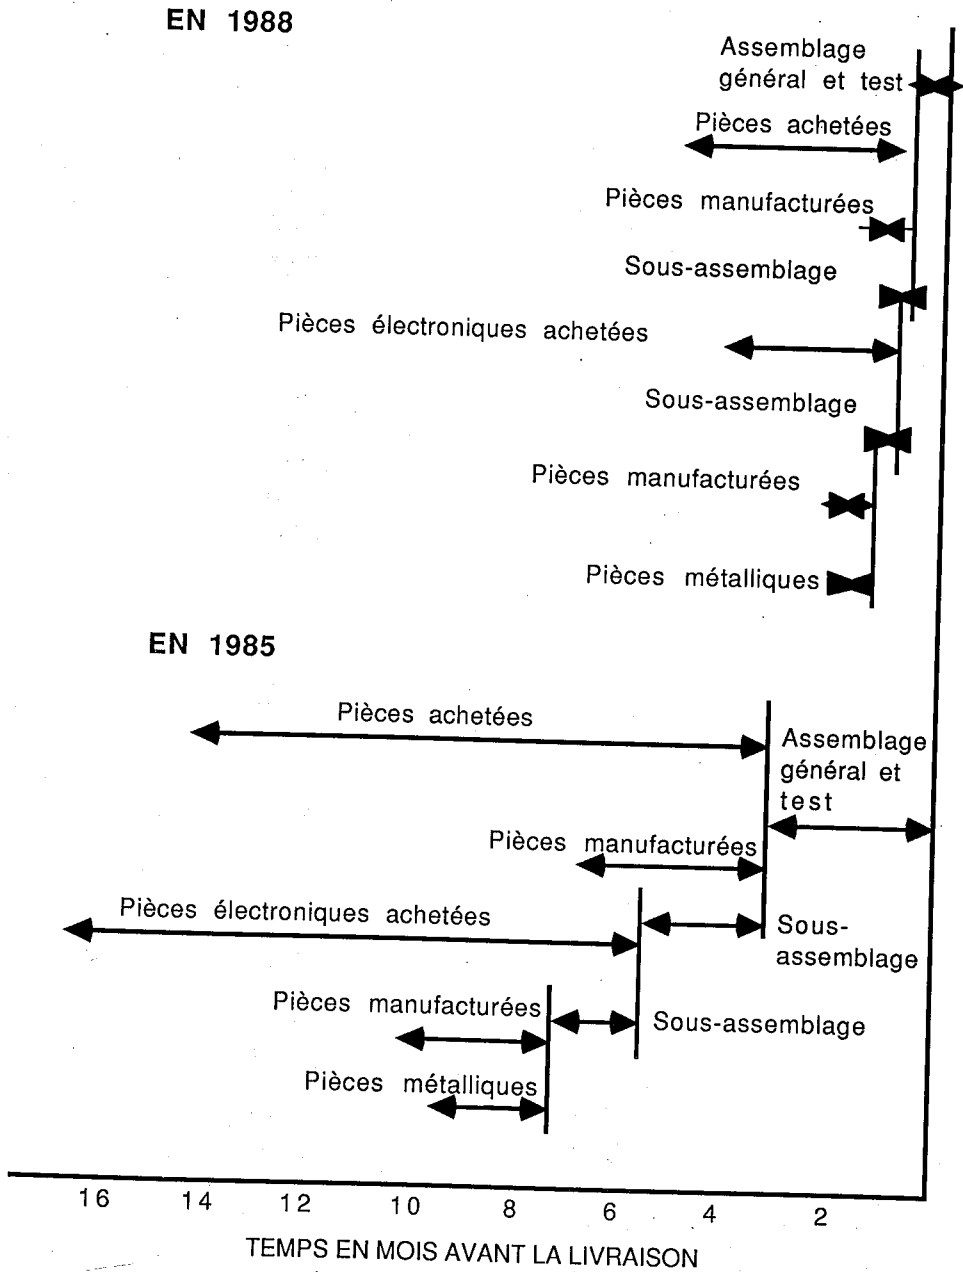 EN 1988
Assemblage
général et test
Pièces achetées
Pièces manufacturées
Sous-assemblage
Pièces électroniques achetées
Sous-assemblage
Pièces manufacturées
Pièces métalliques
EN 1985
Pièces achetées
Assemblage
général et
test
Pièces manufacturées
Pièces électroniques achetées
Sous-
assemblage
Pièces manufacturées
Sous-assemblage
Pièces métalliques
16 14 12 10 8 6 4 2
TEMPS EN MOIS AVANT LA LIVRAISON